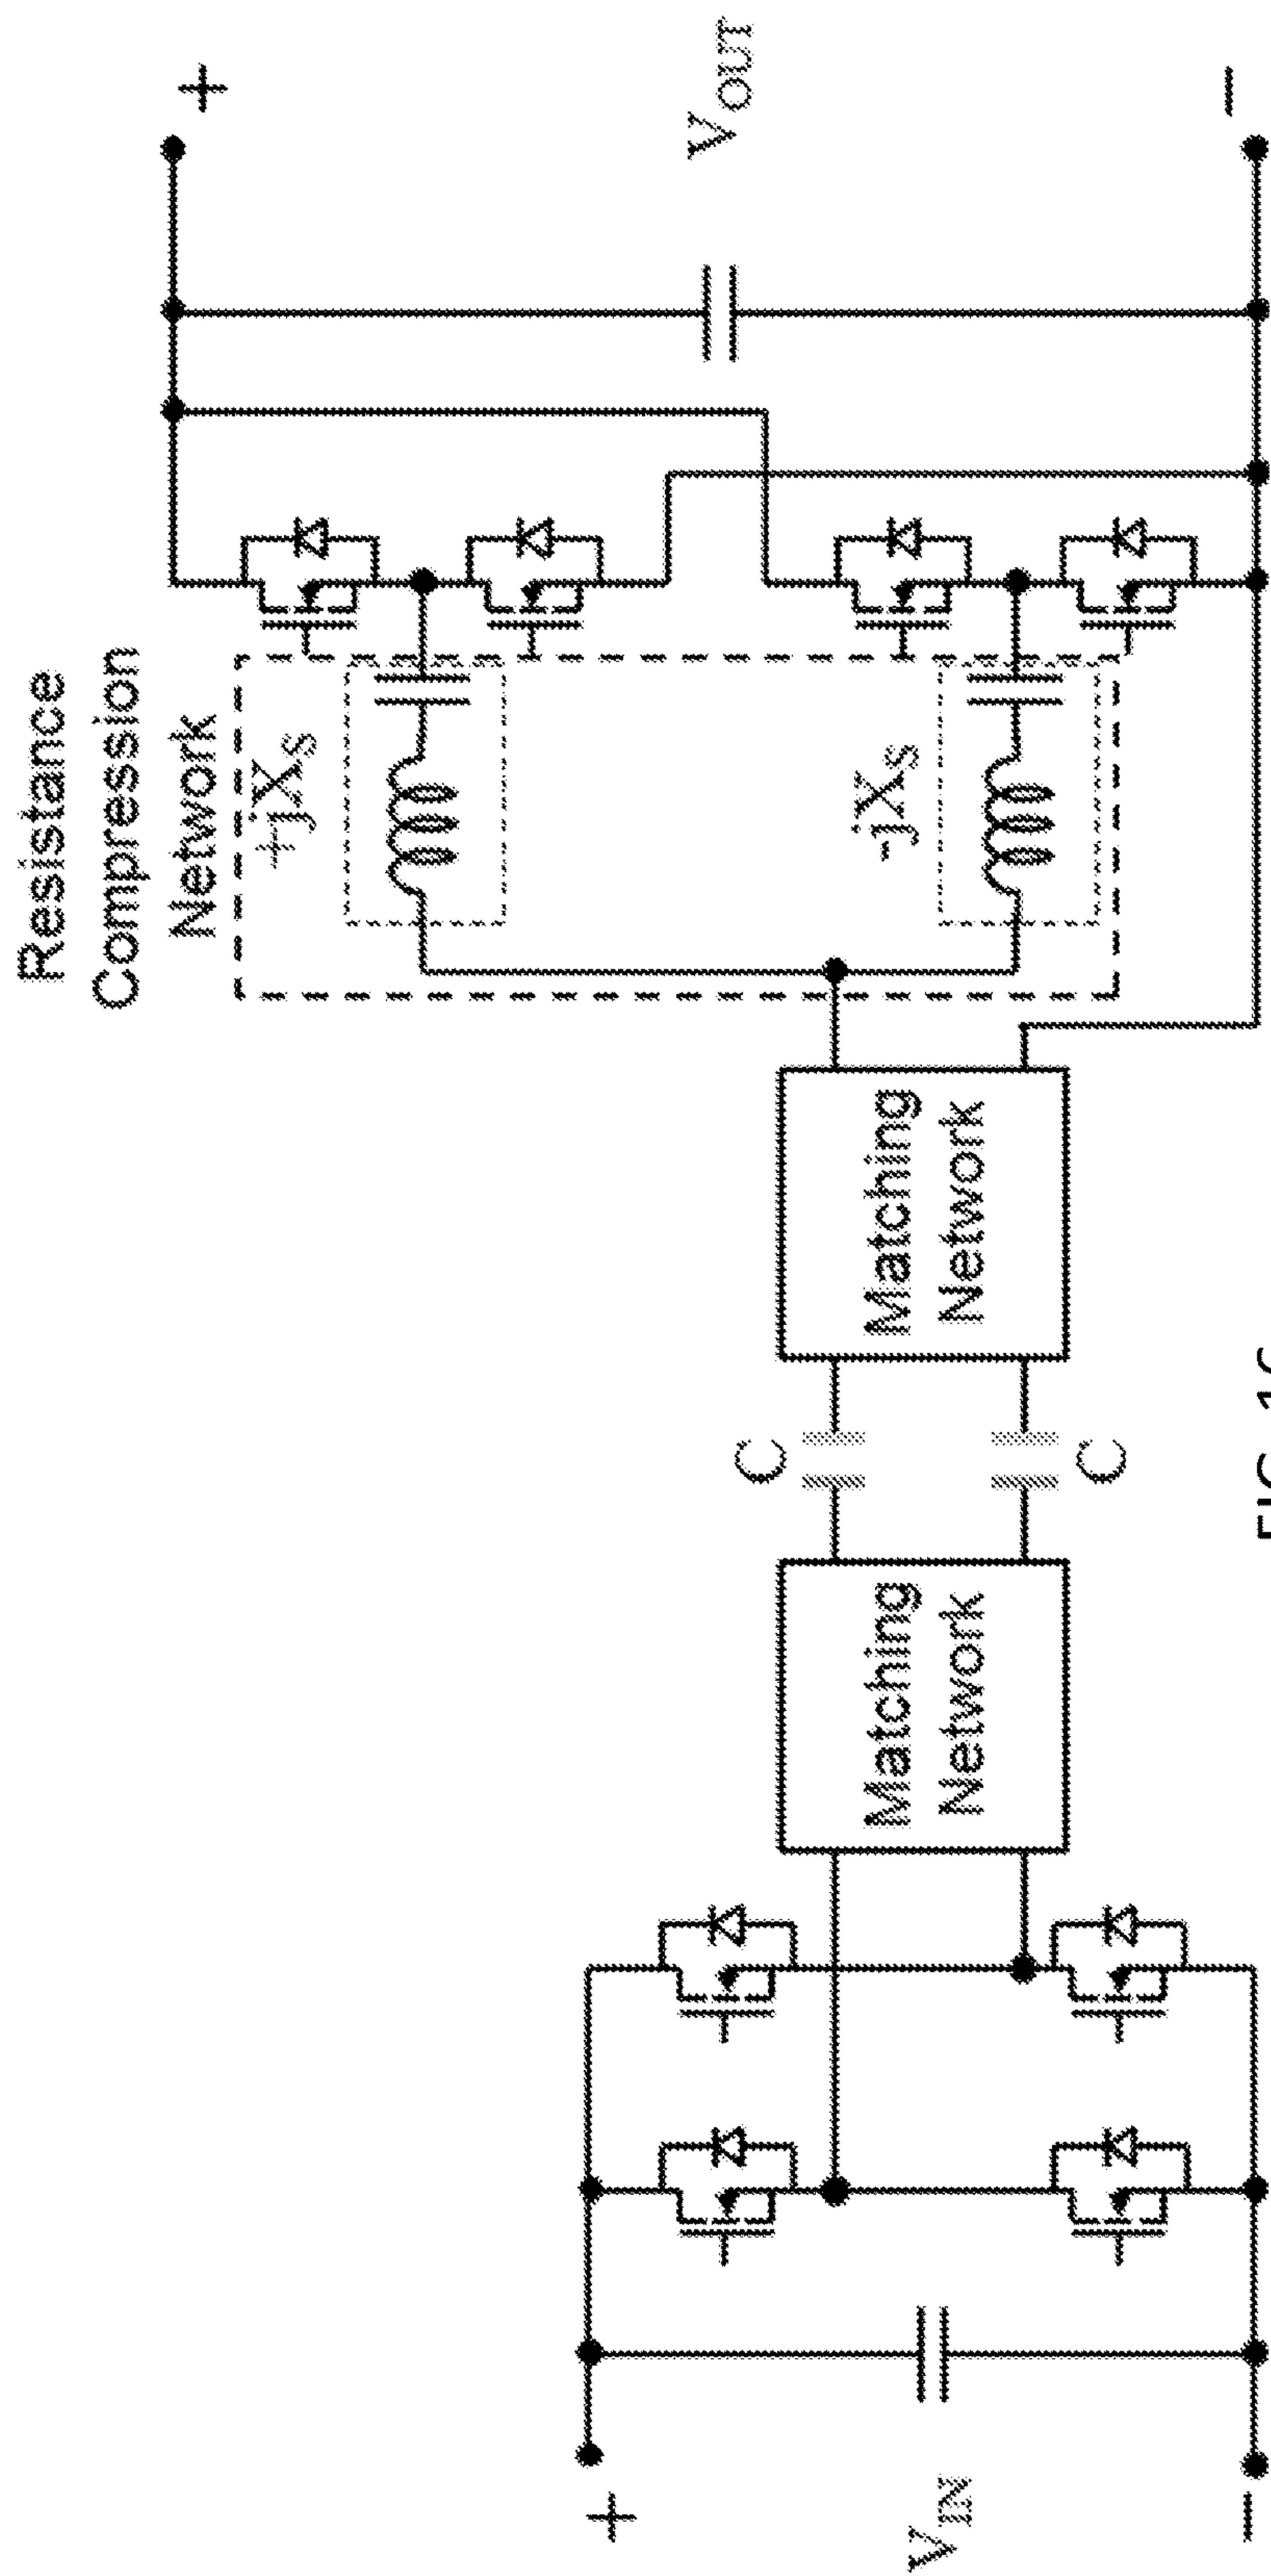 Resistance
Compression
Network
+jXS
-jXS
+
VOUT
−
Matching
Network
C
C
Matching
Network
+
VIN
−